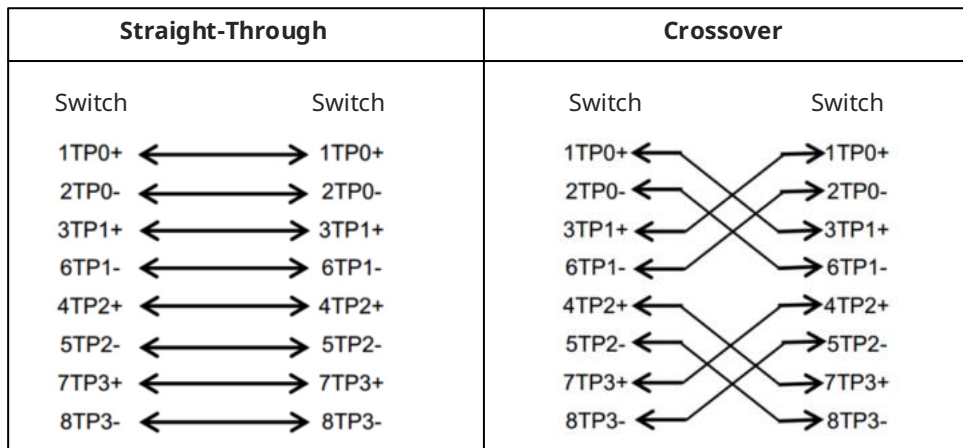 Straight-Through Crossover
Switch Switch Switch Switch
1TP0+ 1TP0+ 1TP0+ 1TP0+
2TP0- 2TP0- 2TP0- 2TP0-
3TP1+ 3TP1+ 3TP1+ 3TP1+
6TP1- 6TP1- 6TP1- 6TP1-
4TP2+ 4TP2+ 4TP2+ 4TP2+
5TP2- 5TP2- 5TP2- 5TP2-
7TP3+ 7TP3+ 7TP3+ 7TP3+
8TP3- 8TP3- 8TP3- 8TP3-